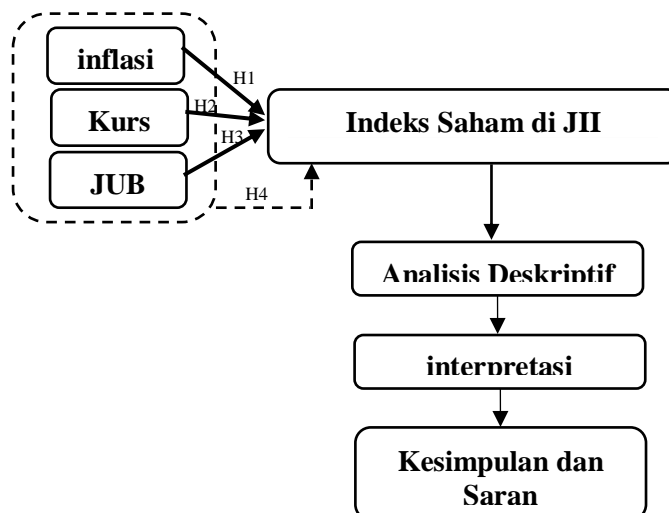 inflasi
H1
Kurs
H2
Indeks Saham di JII
H3
JUB
H4
Analisis Deskriptif
interpretasi
Kesimpulan dan
Saran